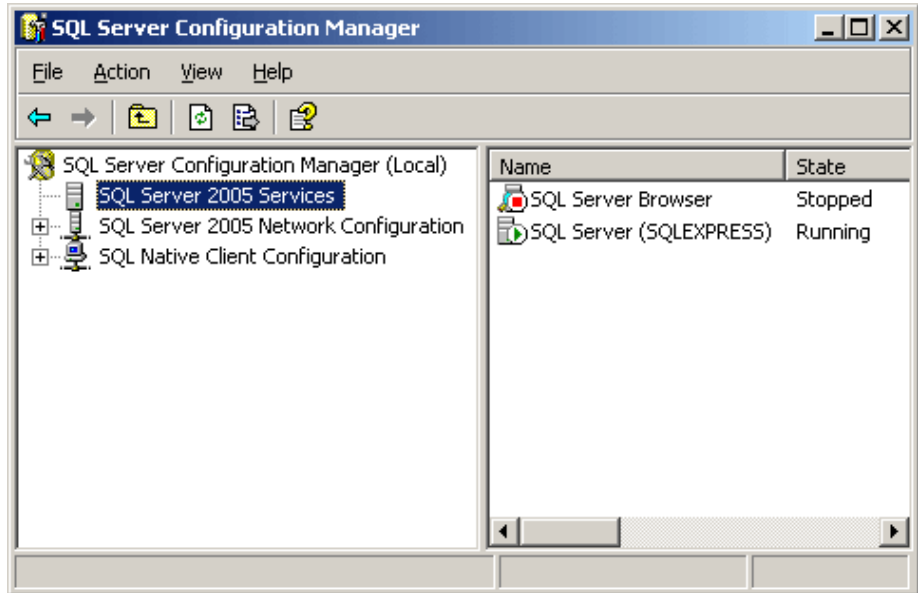 SQL Server Configuration Manager
File Action View Help
SQL Server Configuration Manager (Local)
SQL Server 2005 Services
SQL Server 2005 Network Configuration
SQL Native Client Configuration
Name State
SQL Server Browser Stopped
SQL Server (SQLEXPRESS) Running